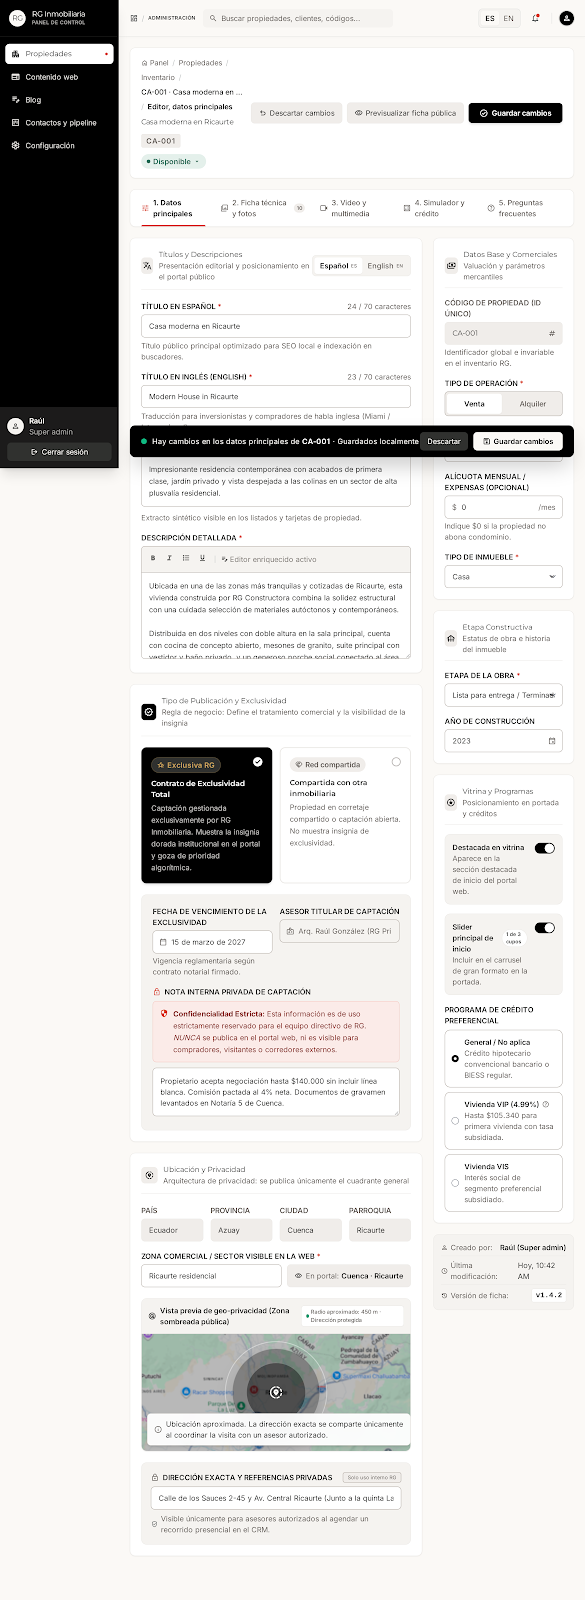 RG
RG Inmobiliaria
PANEL DE CONTROL
Propiedades
Contenido web
Blog
Contactos y pipeline
Configuración
Raúl
Super admin
Cerrar sesión
/ ADMINISTRACIÓN
Buscar propiedades, clientes, códigos...
ES EN
Panel / Propiedades /
Inventario /
CA-001 · Casa moderna en ...
/ Editor, datos principales
Casa moderna en Ricaurte
CA-001
Disponible
Descartar cambios
Previsualizar ficha pública
Guardar cambios
1. Datos
principales
2. Ficha técnica
y fotos
10
3. Video y
multimedia
4. Simulador y
crédito
5. Preguntas
frecuentes
Títulos y Descripciones
Presentación editorial y posicionamiento en
el portal público
Español ES
English EN
TÍTULO EN ESPAÑOL *
24 / 70 caracteres
Casa moderna en Ricaurte
Título público principal optimizado para SEO local e indexación en
buscadores.
TÍTULO EN INGLÉS (ENGLISH) *
23 / 70 caracteres
Modern House in Ricaurte
Traducción para inversionistas y compradores de habla inglesa (Miami /
Hay cambios en los datos principales de CA-001 · Guardados localmente
Descartar
Guardar cambios
Impresionante residencia contemporánea con acabados de primera
clase, jardín privado y vista despejada a las colinas en un sector de alta
plusvalía residencial.
Extracto sintético visible en los listados y tarjetas de propiedad.
DESCRIPCIÓN DETALLADA *
B I U
Editor enriquecido activo
Ubicada en una de las zonas más tranquilas y cotizadas de Ricaurte, esta
vivienda construida por RG Constructora combina la solidez estructural
con una cuidada selección de materiales autóctonos y contemporáneos.
Distribuida en dos niveles con doble altura en la sala principal, cuenta
con cocina de concepto abierto, mesones de granito, suite principal con
vestidor y baño privado, y un generoso porche social conectado al área
Tipo de Publicación y Exclusividad
Regla de negocio: Define el tratamiento comercial y la visibilidad de la
insignia
Exclusiva RG
Contrato de Exclusividad
Total
Captación gestionada
exclusivamente por RG
Inmobiliaria. Muestra la insignia
dorada institucional en el portal
y goza de prioridad
algorítmica.
Red compartida
Compartida con otra
inmobiliaria
Propiedad en corretaje
compartido o captación abierta.
No muestra insignia de
exclusividad.
FECHA DE VENCIMIENTO DE LA
EXCLUSIVIDAD
15 de marzo de 2027
Vigencia reglamentaria según
contrato notarial firmado.
ASESOR TITULAR DE CAPTACIÓN
Arq. Raúl González (RG Pri
NOTA INTERNA PRIVADA DE CAPTACIÓN
Confidencialidad Estricta: Esta información es de uso
estrictamente reservado para el equipo directivo de RG.
NUNCA se publica en el portal web, ni es visible para
compradores, visitantes o corredores externos.
Propietario acepta negociación hasta $140.000 sin incluir línea
blanca. Comisión pactada al 4% neta. Documentos de gravamen
levantados en Notaría 5 de Cuenca.
Ubicación y Privacidad
Arquitectura de privacidad: se publica únicamente el cuadrante general
PAÍS
Ecuador
PROVINCIA
Azuay
CIUDAD
Cuenca
PARROQUIA
Ricaurte
ZONA COMERCIAL / SECTOR VISIBLE EN LA WEB *
Ricaurte residencial
En portal: Cuenca · Ricaurte
Vista previa de geo-privacidad (Zona
sombreada pública)
Radio aproximado: 450 m ·
Dirección protegida
Ayancay
Pedregal de la
Comunidad de
Yumbaihuayco
Racar Shopping
Llacao
Ubicación aproximada. La dirección exacta se comparte únicamente
al coordinar la visita con un asesor autorizado.
DIRECCIÓN EXACTA Y REFERENCIAS PRIVADAS
Solo uso interno RG
Calle de los Sauces 2-45 y Av. Central Ricaurte (Junto a la quinta La
Visible únicamente para asesores autorizados al agendar un
recorrido presencial en el CRM.
Datos Base y Comerciales
Valuación y parámetros
mercantiles
CÓDIGO DE PROPIEDAD (ID
ÚNICO)
CA-001 #
Identificador global e invariable
en el inventario RG.
TIPO DE OPERACIÓN *
Venta
Alquiler
ALÍCUOTA MENSUAL /
EXPENSAS (OPCIONAL)
$ 0 /mes
Indique $0 si la propiedad no
abona condominio.
TIPO DE INMUEBLE *
Casa
Etapa Constructiva
Estatus de obra e historia
del inmueble
ETAPA DE LA OBRA *
Lista para entrega / Termina
AÑO DE CONSTRUCCIÓN
2023
Vitrina y Programas
Posicionamiento en portada
y créditos
Destacada en vitrina
Aparece en la
sección destacada
de inicio del portal
web.
Slider
principal de
inicio
1 de 3
cupos
Incluir en el carrusel
de gran formato en la
portada.
PROGRAMA DE CRÉDITO
PREFERENCIAL
General / No aplica
Crédito hipotecario
convencional bancario o
BIESS regular.
Vivienda VIP (4.99%)
Hasta $105.340 para
primera vivienda con tasa
subsidiada.
Vivienda VIS
Interés social de
segmento preferencial
subsidiado.
Creado por: Raúl (Super admin)
Última
modificación:
Hoy, 10:42
AM
Versión de ficha: v1.4.2